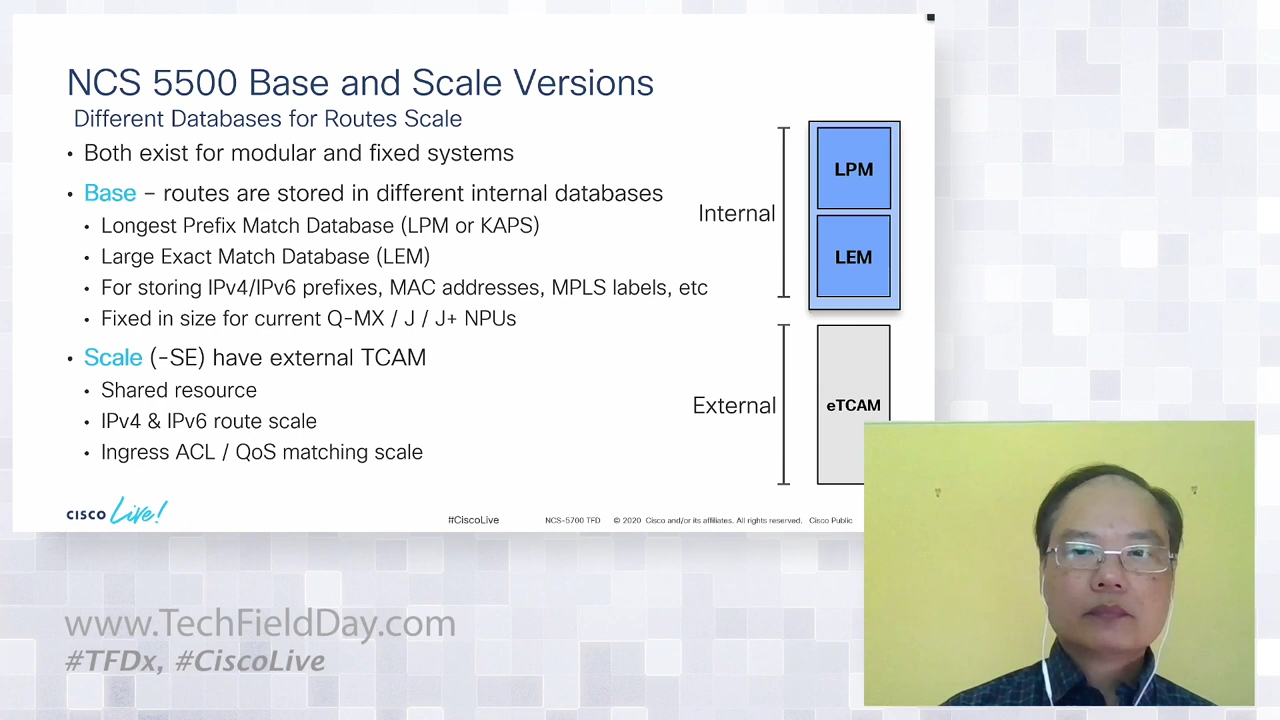 NCS 5500 Base and Scale Versions
Different Databases for Routes Scale
• Both exist for modular and fixed systems
• Base – routes are stored in different internal databases
• Longest Prefix Match Database (LPM or KAPS)
• Large Exact Match Database (LEM)
• For storing IPv4/IPv6 prefixes, MAC addresses, MPLS labels, etc
• Fixed in size for current Q-MX / J / J+ NPUs
• Scale (-SE) have external TCAM
• Shared resource
• IPv4 & IPv6 route scale
• Ingress ACL / QoS matching scale
Internal
LPM
LEM
External
eTCAM
CISCO Live!
#CiscoLive
NCS-5700 TFD
© 2020 Cisco and/or its affiliates. All rights reserved. Cisco Public
www.TechFieldDay.com
#TFDx, #CiscoLive